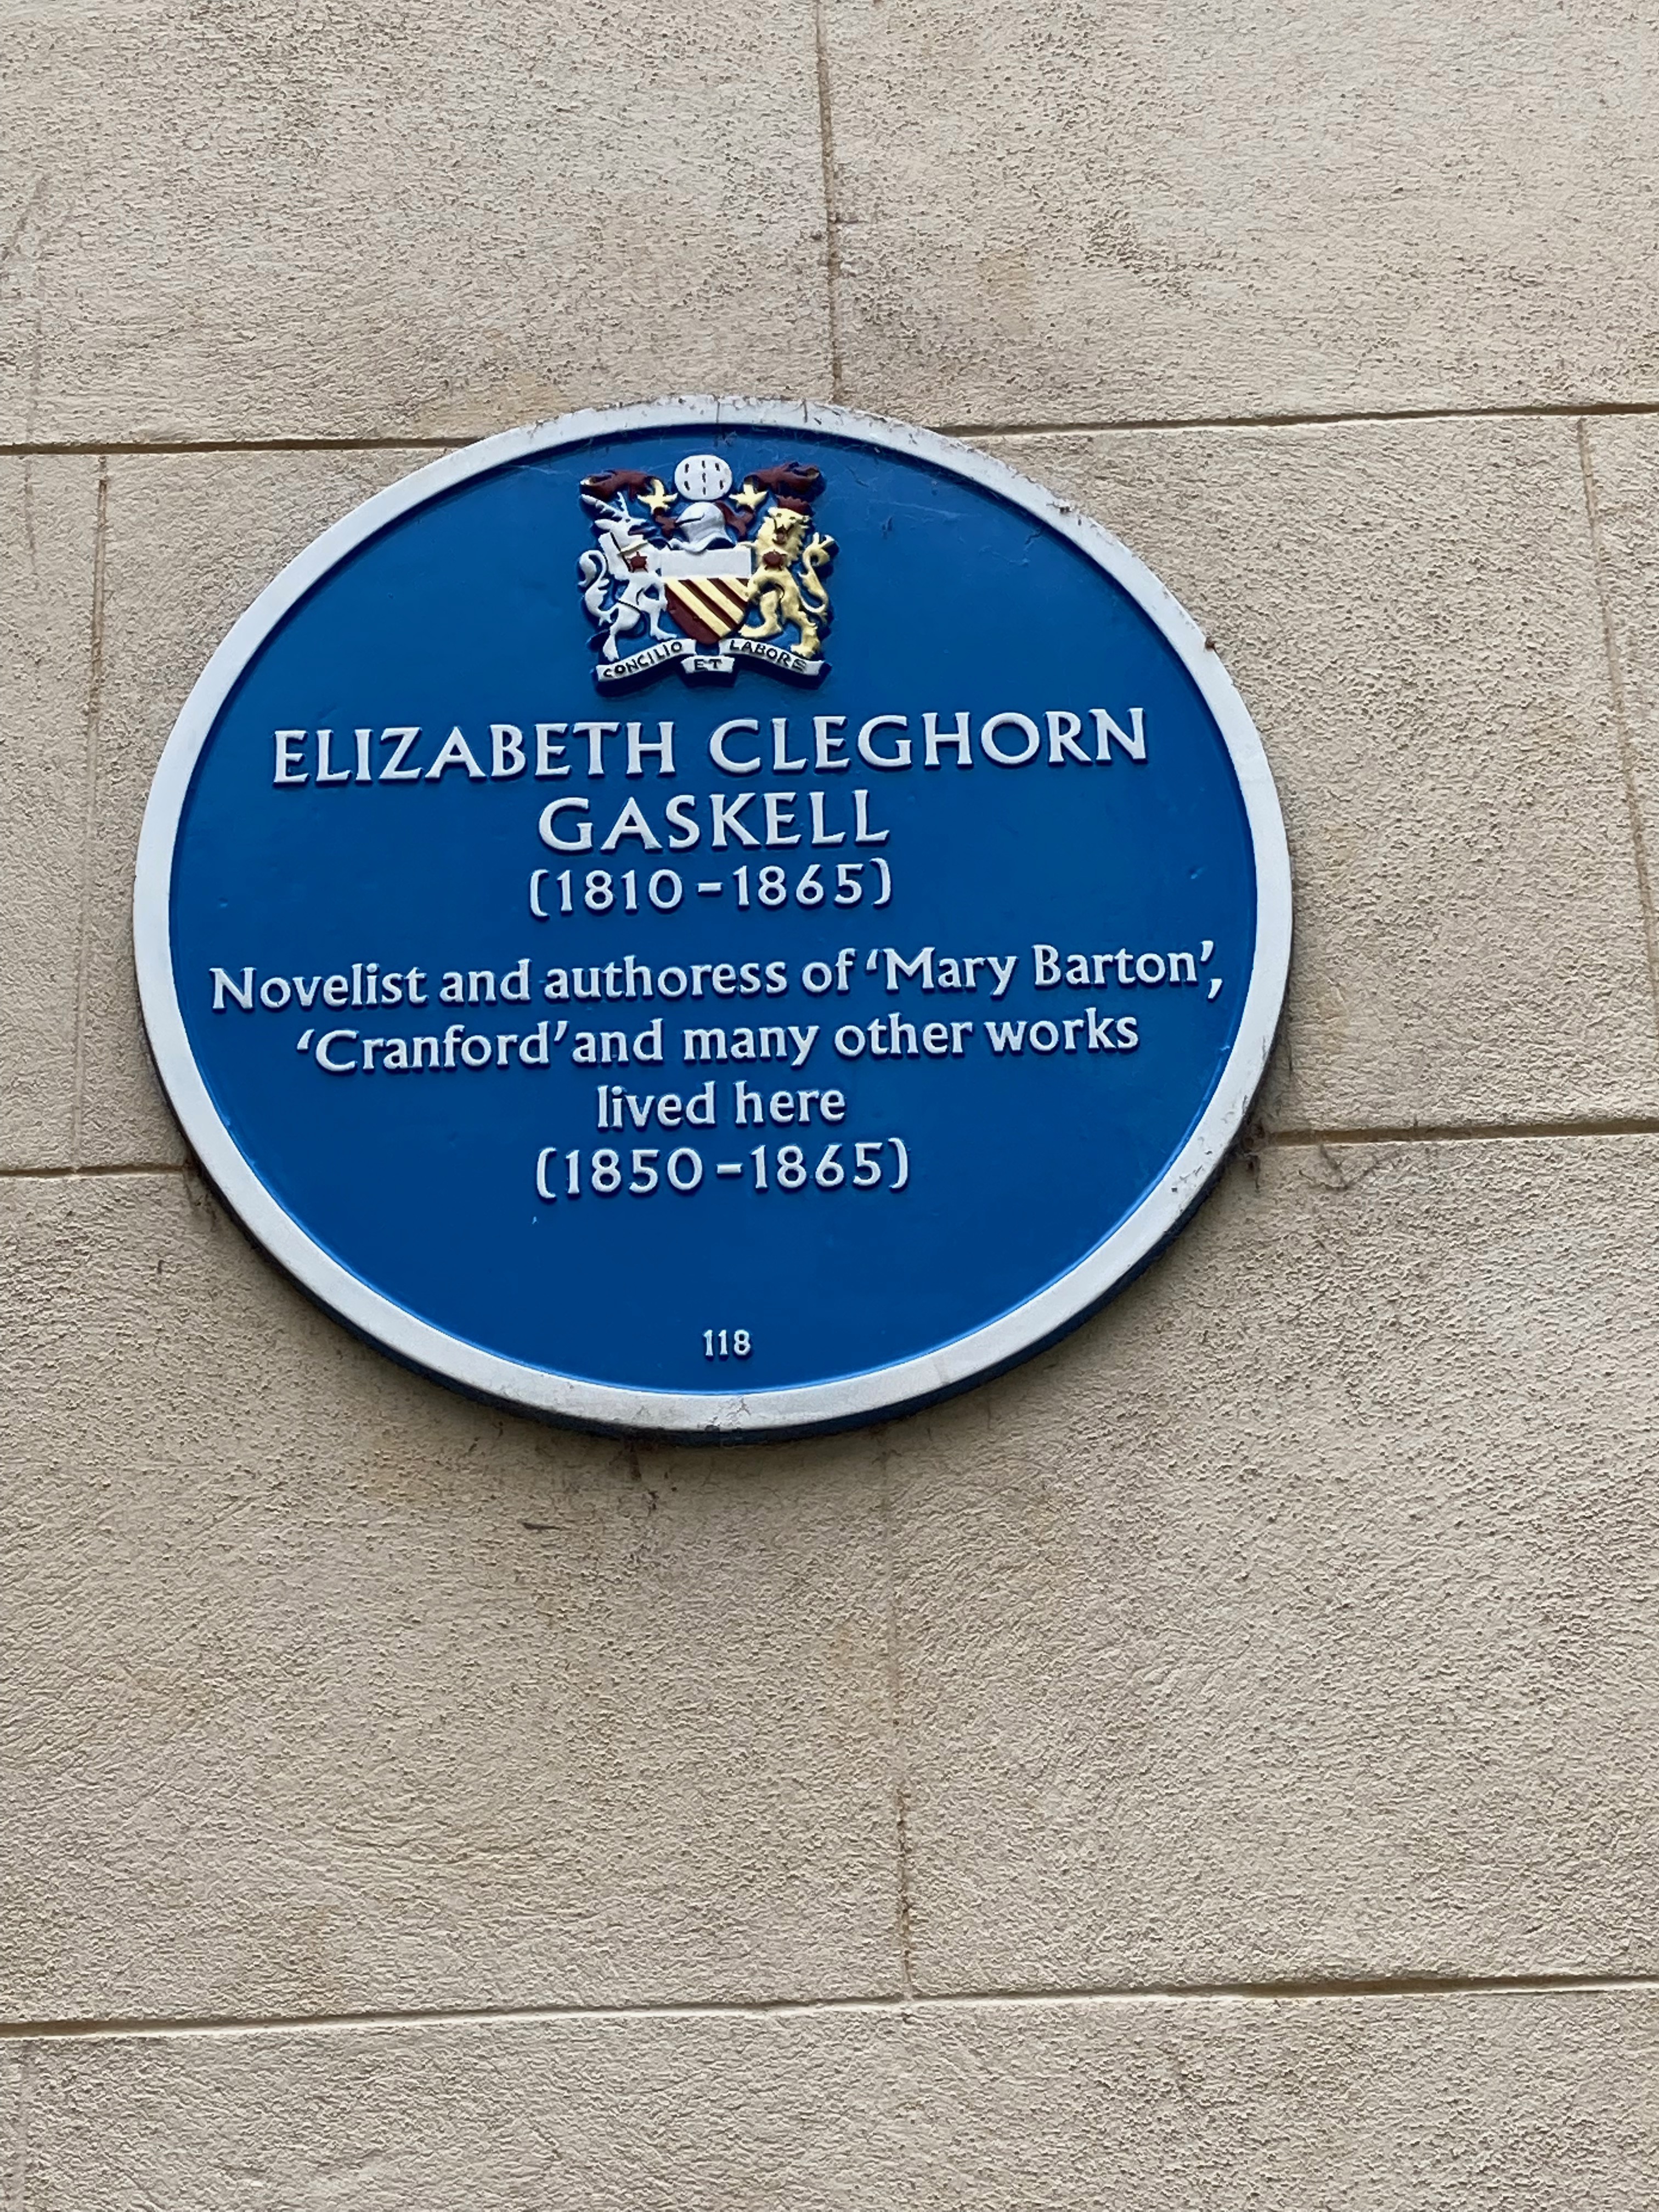 CONCILIO ET LABORE
ELIZABETH CLEGHORN
GASKELL
(1810-1865)
Novelist and authoress of ‘Mary Barton’,
‘Cranford’ and many other works
lived here
(1850-1865)
118